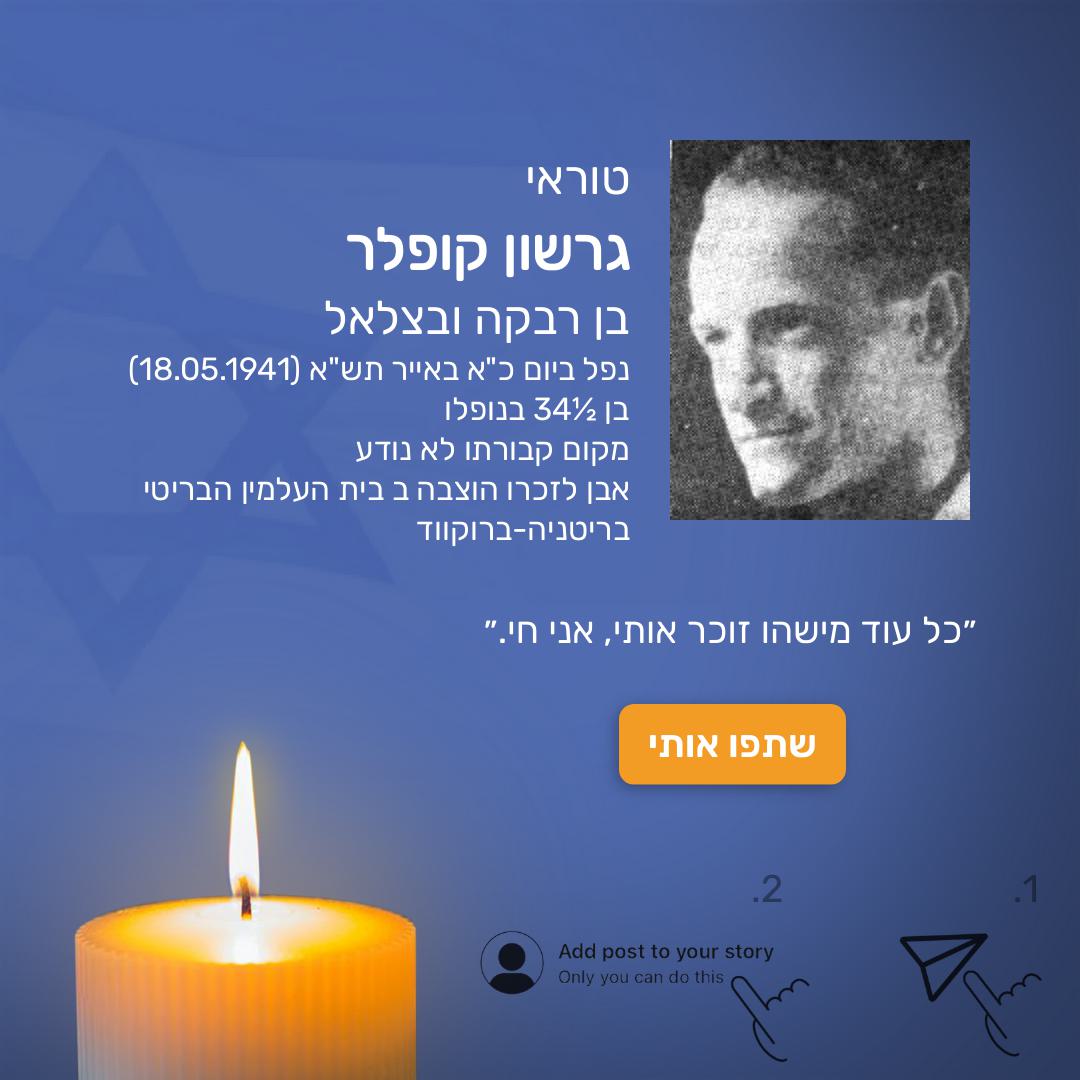 טוראי
גרשון קופלר
בן רבקה ובצלאל
נפל ביום כ"א באייר תש"א (18.05.1941)
בן 34½ בנופלו
מקום קבורתו לא נודע
אבן לזכרו הוצבה ב בית העלמין הבריטי
בריטניה-ברוקווד
״כל עוד מישהו זוכר אותי, אני חי.״
שתפו אותי
.1
.2
Add post to your story
Only you can do this